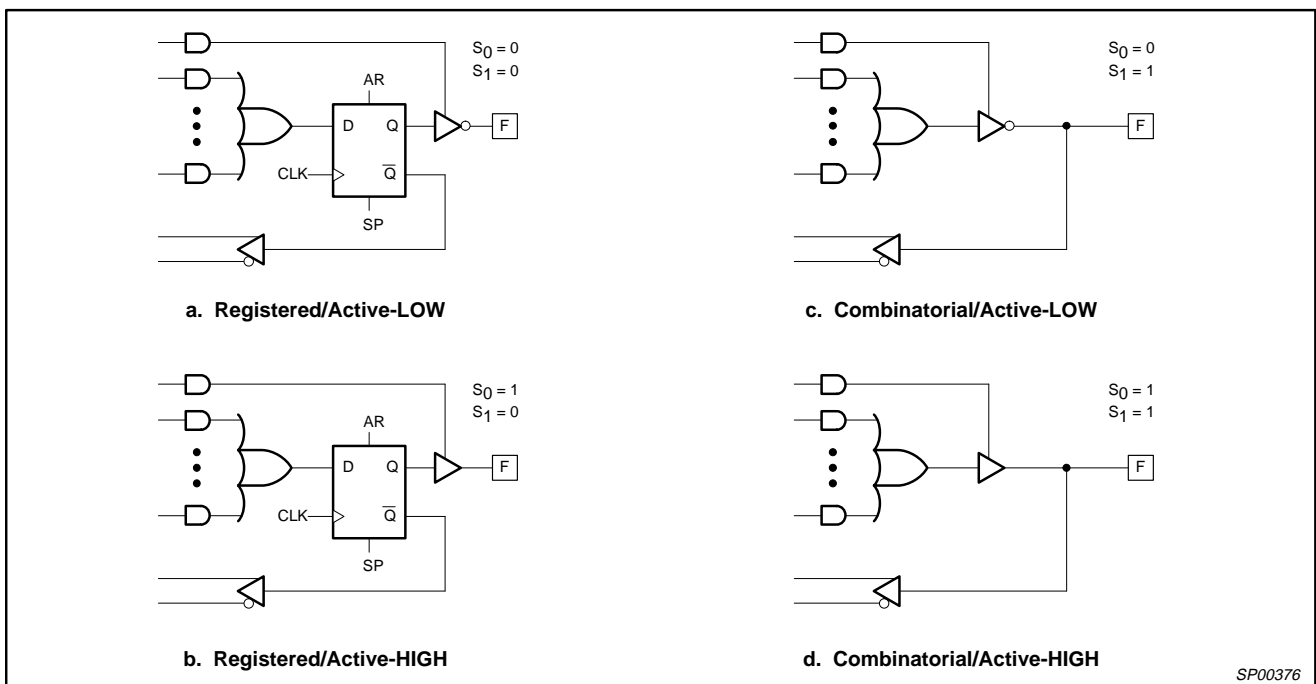 S0 = 0
S1 = 0
AR
D Q
F
CLK
Q
SP
a. Registered/Active-LOW
S0 = 0
S1 = 1
F
c. Combinatorial/Active-LOW
S0 = 1
S1 = 0
AR
D Q
F
CLK
Q
SP
b. Registered/Active-HIGH
S0 = 1
S1 = 1
F
d. Combinatorial/Active-HIGH
SP00376